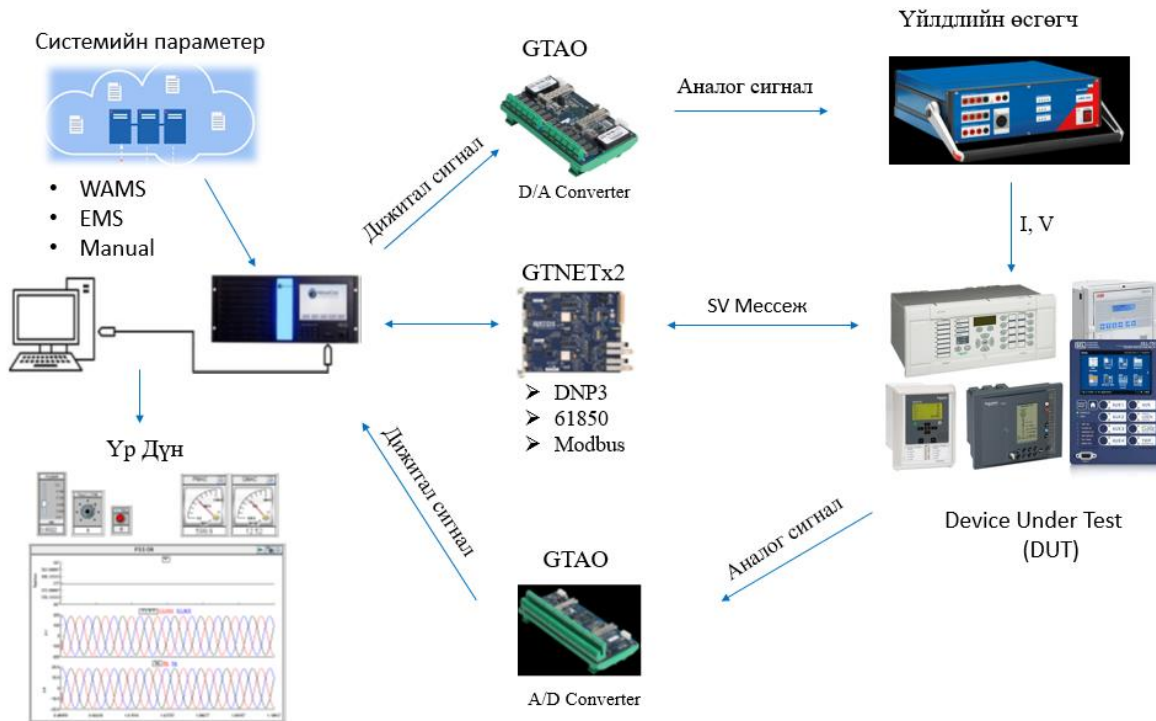 Системийн параметер
• WAMS
• EMS
• Manual
GTAO
D/A Converter
Дижитал сигнал
Аналог сигнал
Үйлдлийн өсгөгч
I, V
GTNETx2
➢ DNP3
➢ 61850
➢ Modbus
SV Мессеж
Device Under Test
(DUT)
Аналог сигнал
GTAO
A/D Converter
Дижитал сигнал
Үр Дүн